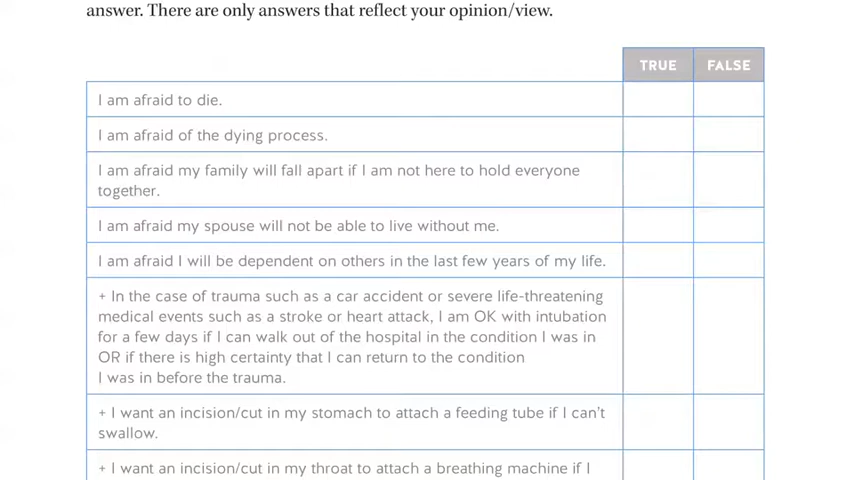 answer. There are only answers that reflect your opinion/view.
TRUE FALSE
I am afraid to die.
I am afraid of the dying process.
I am afraid my family will fall apart if I am not here to hold everyone
together.
I am afraid my spouse will not be able to live without me.
I am afraid I will be dependent on others in the last few years of my life.
+ In the case of trauma such as a car accident or severe life-threatening
medical events such as a stroke or heart attack, I am OK with intubation
for a few days if I can walk out of the hospital in the condition I was in
OR if there is high certainty that I can return to the condition
I was in before the trauma.
+ I want an incision/cut in my stomach to attach a feeding tube if I can't
swallow.
+ I want an incision/cut in my throat to attach a breathing machine if I